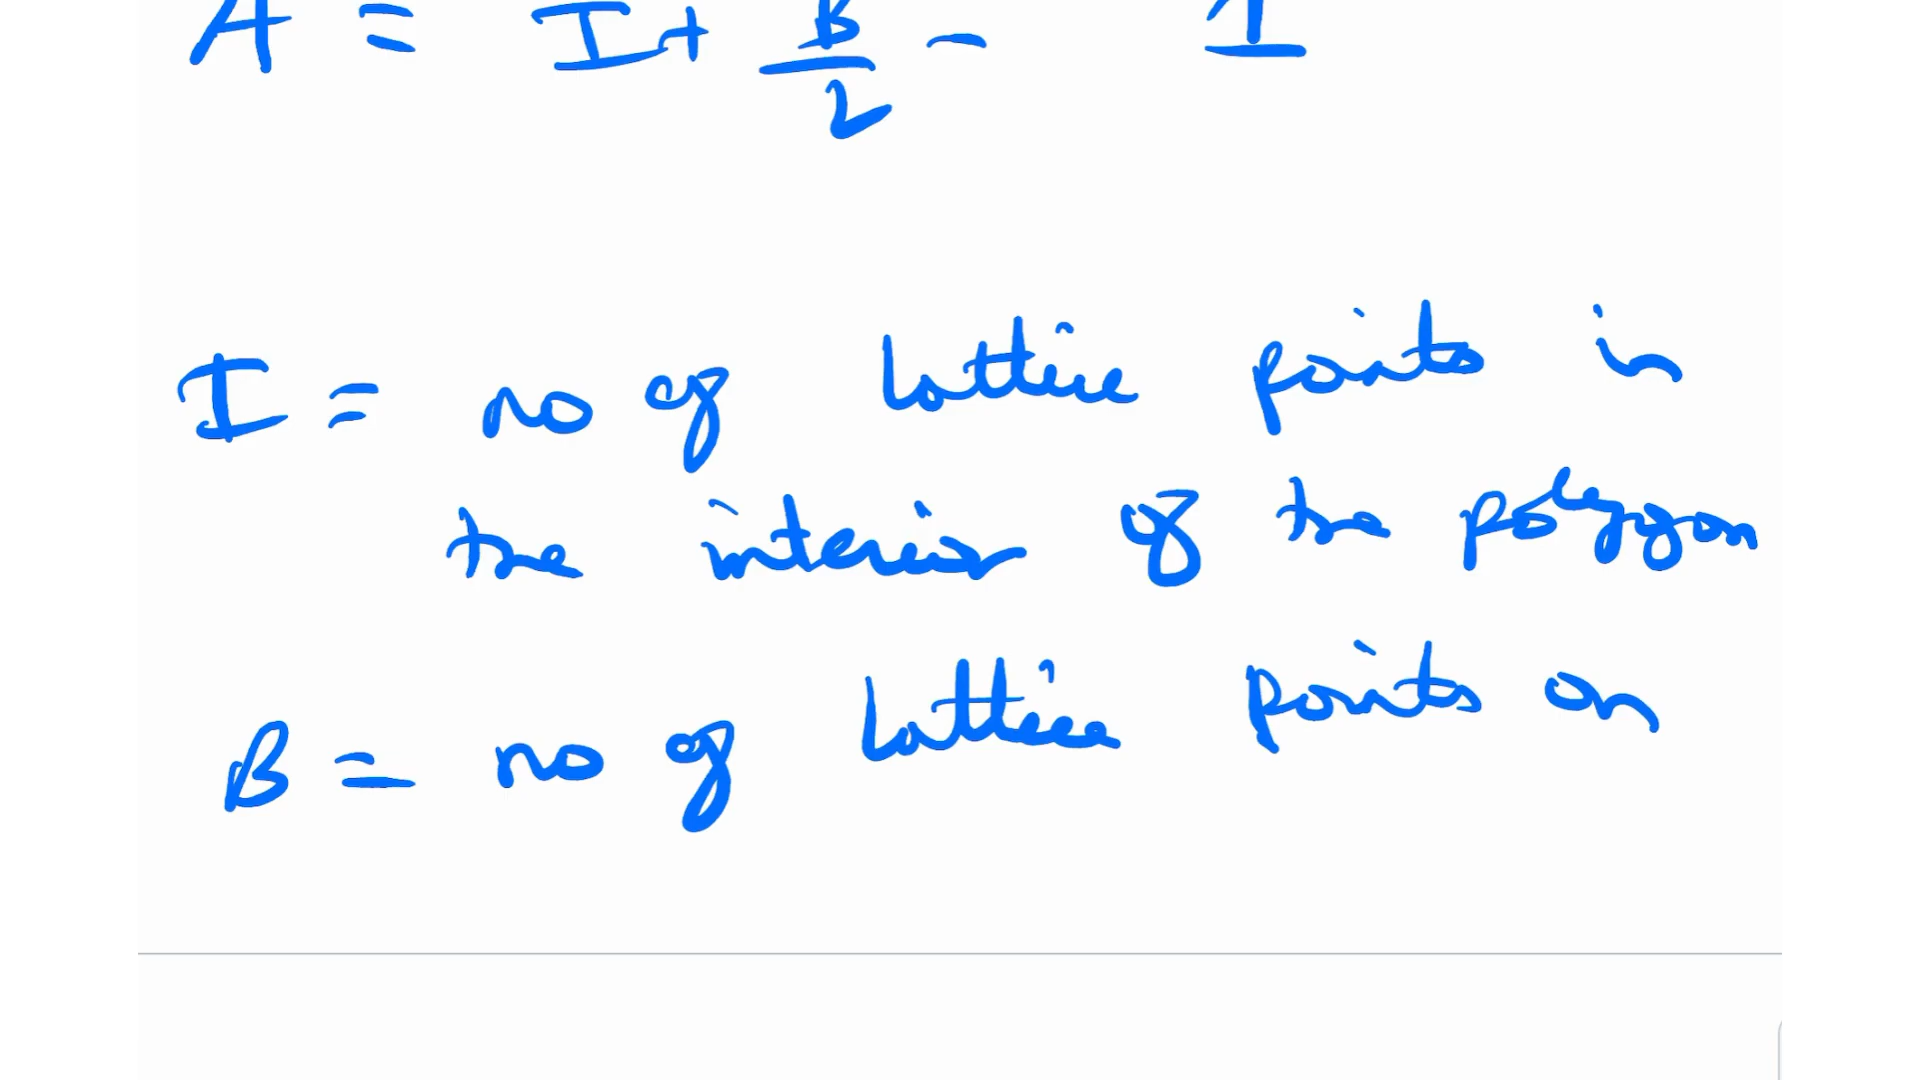 A = I + B/2 - 1
I = no of lattice points in
the interior of the polygon
B = no of lattice points on